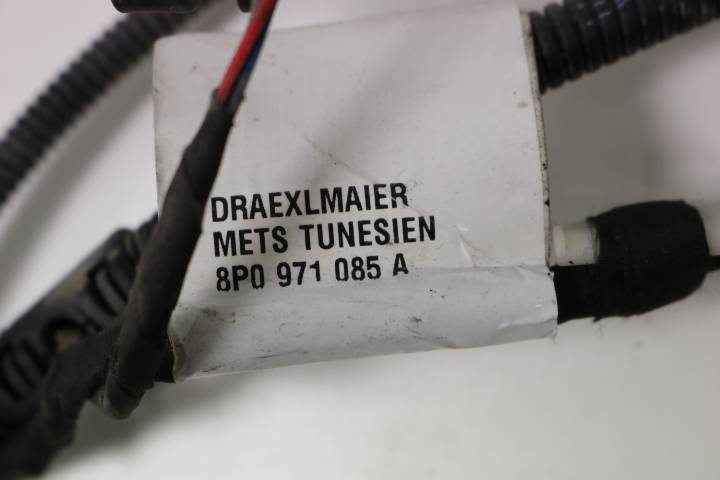 DRAEXLMAIER
METS TUNESIEN
8P0 971 085 A